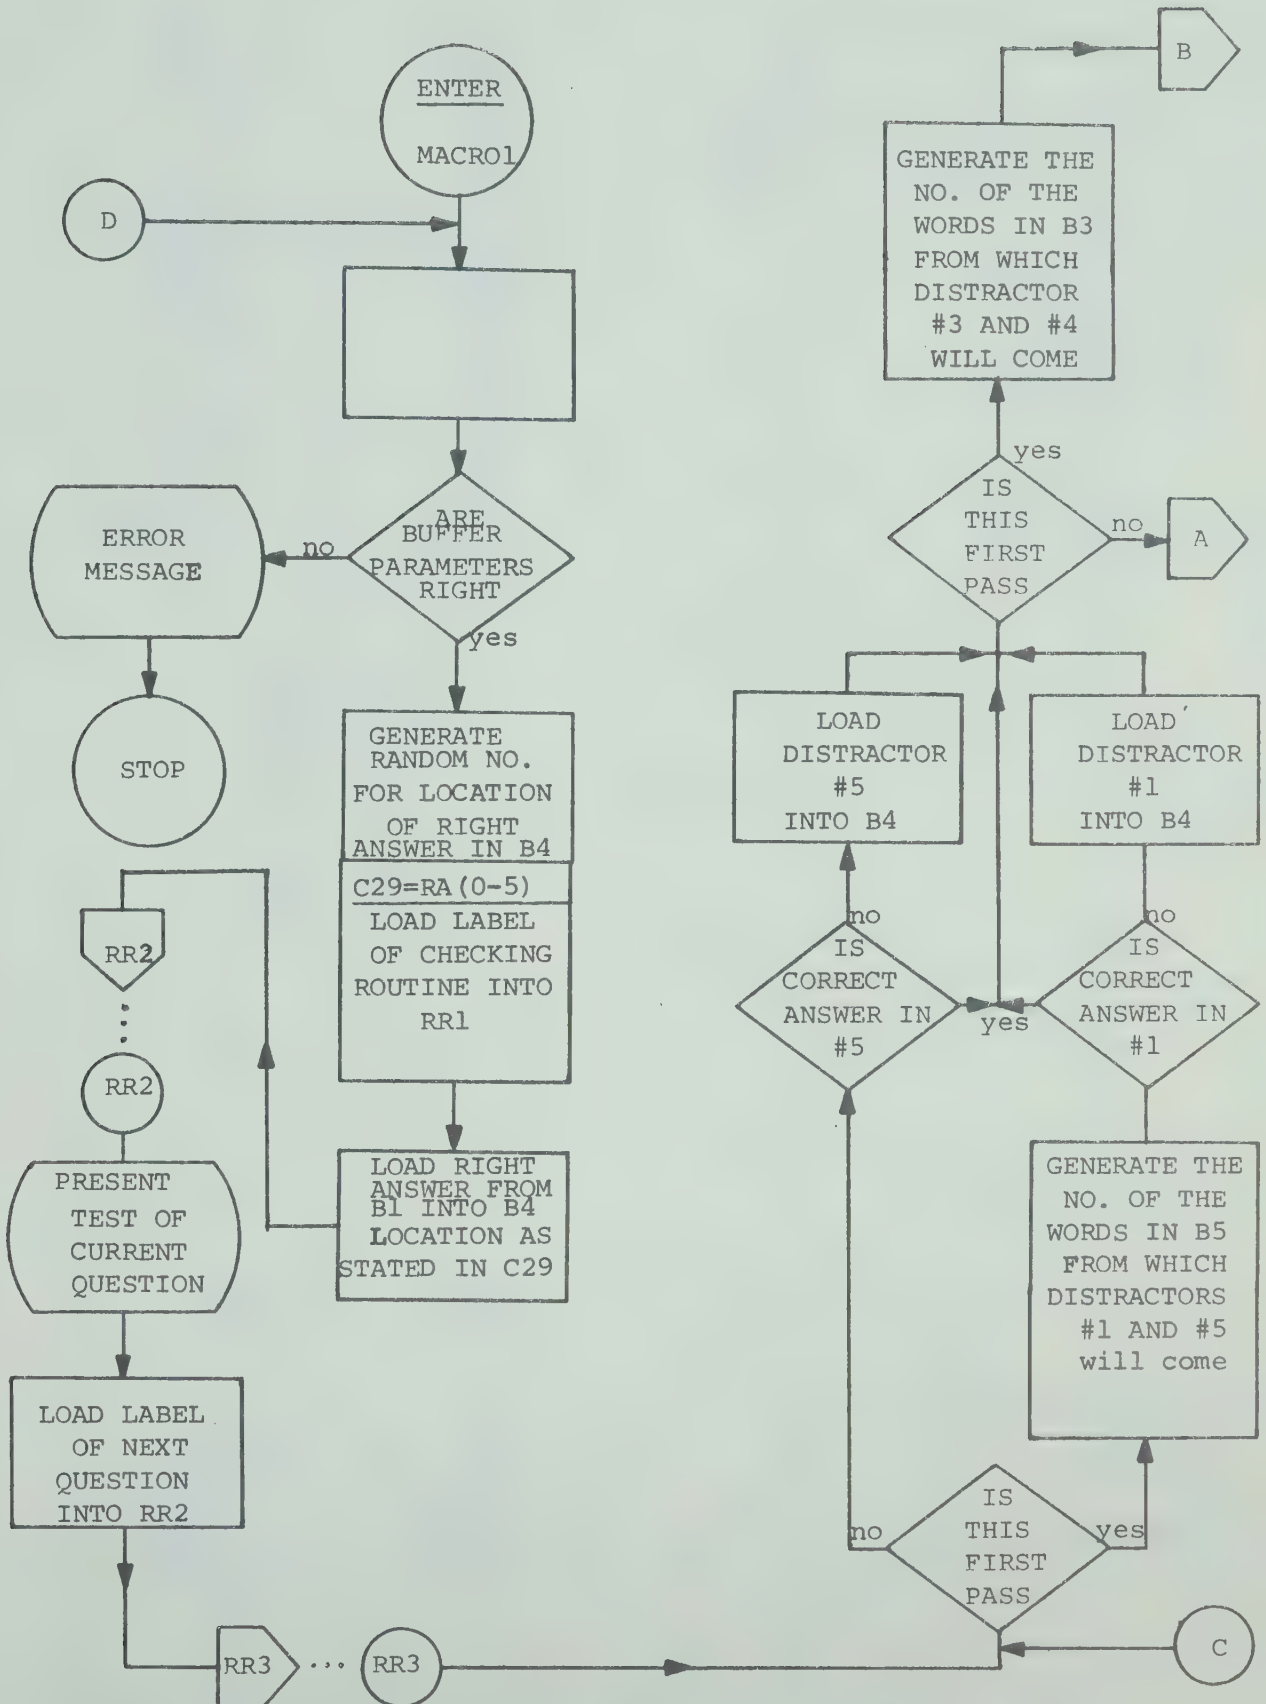 ENTER
MACRO1
D
ARE
BUFFER
PARAMETERS
RIGHT
no
yes
ERROR
MESSAGE
STOP
GENERATE
RANDOM NO.
FOR LOCATION
OF RIGHT
ANSWER IN B4
C29=RA(0-5)
LOAD LABEL
OF CHECKING
ROUTINE INTO
RR1
LOAD RIGHT
ANSWER FROM
B1 INTO B4
LOCATION AS
STATED IN C29
RR2
RR2
PRESENT
TEST OF
CURRENT
QUESTION
LOAD LABEL
OF NEXT
QUESTION
INTO RR2
RR3 ... RR3
C
IS
THIS
FIRST
PASS
no
yes
GENERATE THE
NO. OF THE
WORDS IN B5
FROM WHICH
DISTRACTORS
#1 AND #5
will come
IS
CORRECT
ANSWER IN
#5
no
yes
IS
CORRECT
ANSWER IN
#1
no
LOAD
DISTRACTOR
#5
INTO B4
LOAD
DISTRACTOR
#1
INTO B4
IS
THIS
FIRST
PASS
yes
no
A
GENERATE THE
NO. OF THE
WORDS IN B3
FROM WHICH
DISTRACTOR
#3 AND #4
WILL COME
B